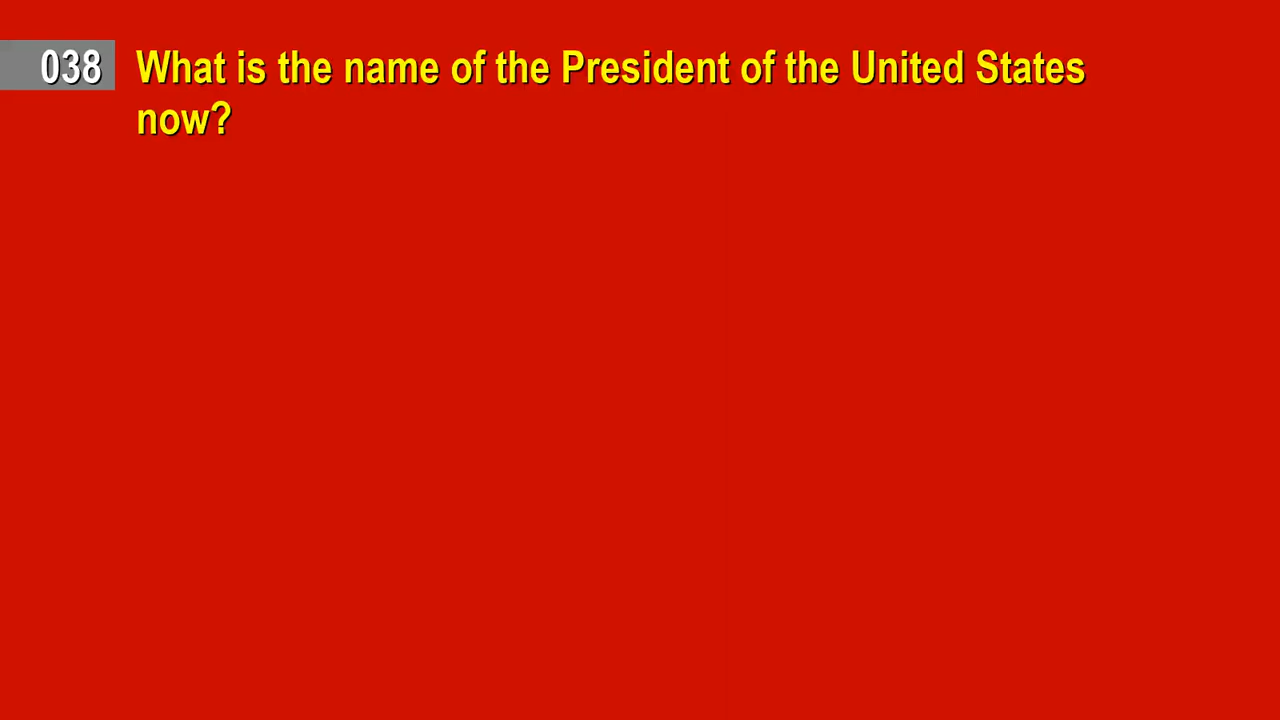 038 What is the name of the President of the United States
now?